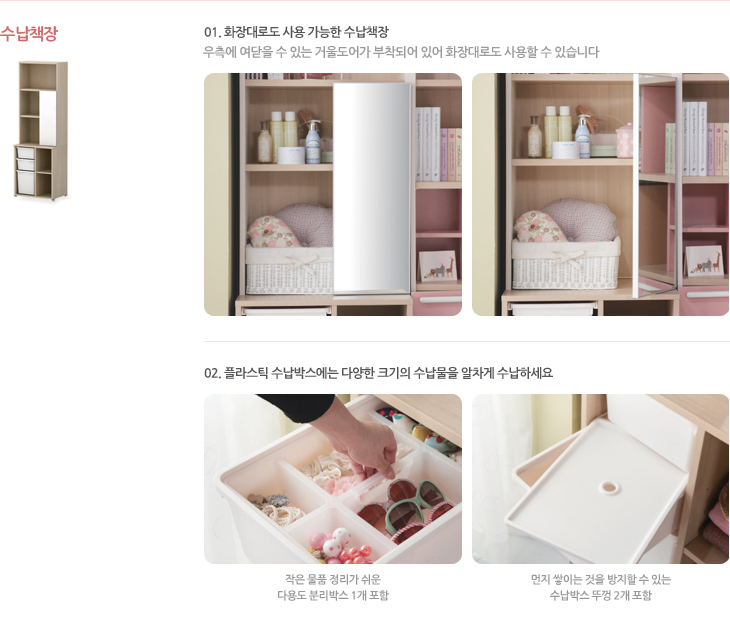 수납책장
01. 화장대로도 사용 가능한 수납책장
우측에 여닫을 수 있는 거울도어가 부착되어 있어 화장대로도 사용할 수 있습니다
02. 플라스틱 수납박스에는 다양한 크기의 수납물을 알차게 수납하세요
작은 물품 정리가 쉬운
다용도 분리박스 1개 포함
먼지 쌓이는 것을 방지할 수 있는
수납박스 뚜껑 2개 포함